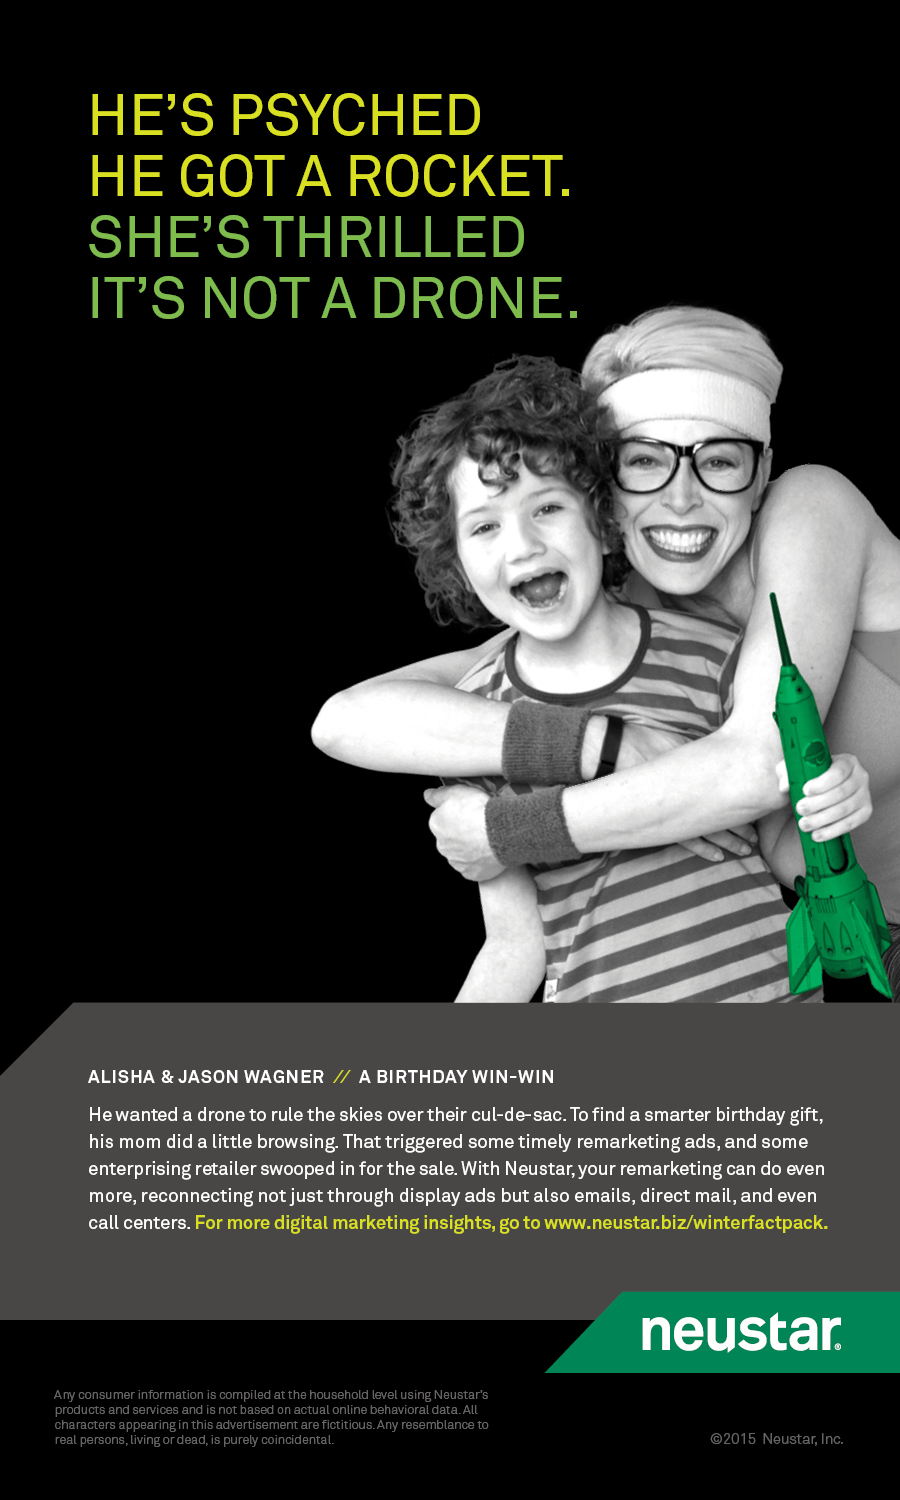 HE’S PSYCHED
HE GOT A ROCKET.
SHE’S THRILLED
IT’S NOT A DRONE.
ALISHA & JASON WAGNER // A BIRTHDAY WIN-WIN
He wanted a drone to rule the skies over their cul-de-sac. To find a smarter birthday gift,
his mom did a little browsing. That triggered some timely remarketing ads, and some
enterprising retailer swooped in for the sale. With Neustar, your remarketing can do even
more, reconnecting not just through display ads but also emails, direct mail, and even
call centers. For more digital marketing insights, go to www.neustar.biz/winterfactpack.
neustar®
Any consumer information is compiled at the household level using Neustar’s
products and services and is not based on actual online behavioral data. All
characters appearing in this advertisement are fictitious. Any resemblance to
real persons, living or dead, is purely coincidental.
©2015 Neustar, Inc.